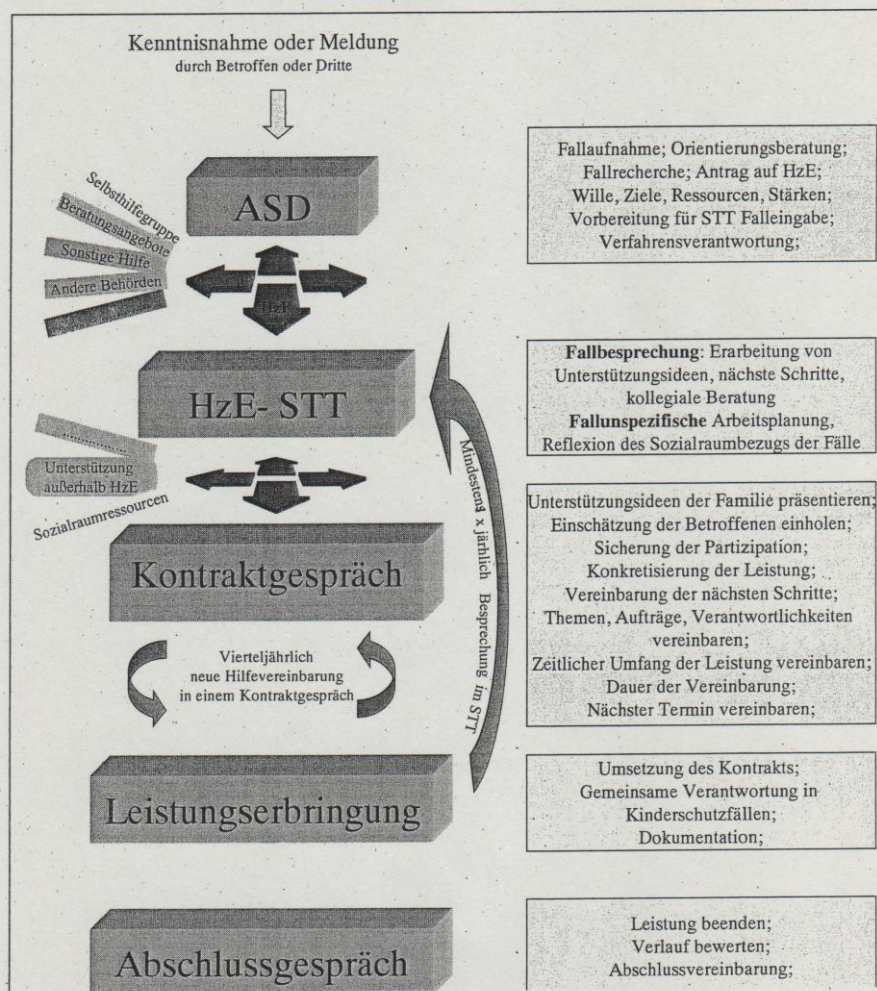 Kenntnisnahme oder Meldung
durch Betroffen oder Dritte
ASD
Fallaufnahme; Orientierungsberatung;
Fallrecherche; Antrag auf HzE;
Wille, Ziele, Ressourcen, Stärken;
Vorbereitung für STT Falleingabe;
Verfahrensverantwortung;
Selbsthilfegruppe
Beratungsangebote
Sonstige Hilfe
Andere Behörden
HzE
HzE- STT
Fallbesprechung: Erarbeitung von
Unterstützungsideen, nächste Schritte,
kollegiale Beratung
Fallunspezifische Arbeitsplanung,
Reflexion des Sozialraumbezugs der Fälle
Unterstützung
außerhalb HzE
Sozialraumressourcen
Mindestens1 x järhlich Besprechung im STT
Kontraktgespräch
Unterstützungsideen der Familie präsentieren;
Einschätzung der Betroffenen einholen;
Sicherung der Partizipation;
Konkretisierung der Leistung;
Vereinbarung der nächsten Schritte;
Themen, Aufträge, Verantwortlichkeiten
vereinbaren;
Zeitlicher Umfang der Leistung vereinbaren;
Dauer der Vereinbarung;
Nächster Termin vereinbaren;
Vierteljährlich
neue Hilfevereinbarung
in einem Kontraktgespräch
Leistungserbringung
Umsetzung des Kontrakts;
Gemeinsame Verantwortung in
Kinderschutzfällen;
Dokumentation;
Abschlussgespräch
Leistung beenden;
Verlauf bewerten;
Abschlussvereinbarung;